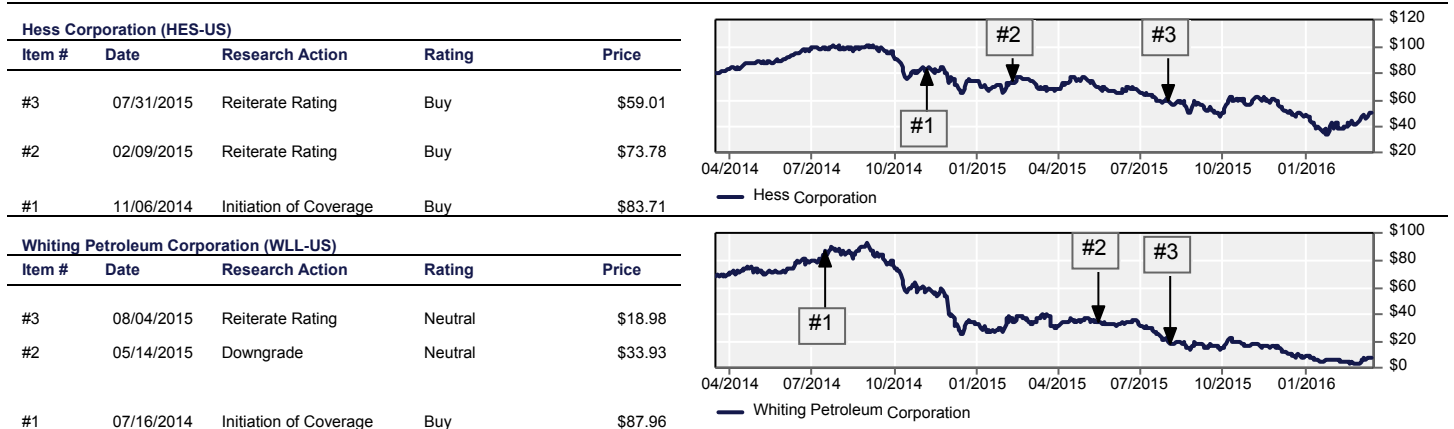 Hess Corporation (HES-US)
Item # Date Research Action Rating Price
#3 07/31/2015 Reiterate Rating Buy $59.01
#2 02/09/2015 Reiterate Rating Buy $73.78
#1 11/06/2014 Initiation of Coverage Buy $83.71
#1
#2
#3
$120
$100
$80
$60
$40
$20
04/2014 07/2014 10/2014 01/2015 04/2015 07/2015 10/2015 01/2016
Hess Corporation
Whiting Petroleum Corporation (WLL-US)
Item # Date Research Action Rating Price
#3 08/04/2015 Reiterate Rating Neutral $18.98
#2 05/14/2015 Downgrade Neutral $33.93
#1 07/16/2014 Initiation of Coverage Buy $87.96
#1
#2
#3
$100
$80
$60
$40
$20
$0
04/2014 07/2014 10/2014 01/2015 04/2015 07/2015 10/2015 01/2016
Whiting Petroleum Corporation